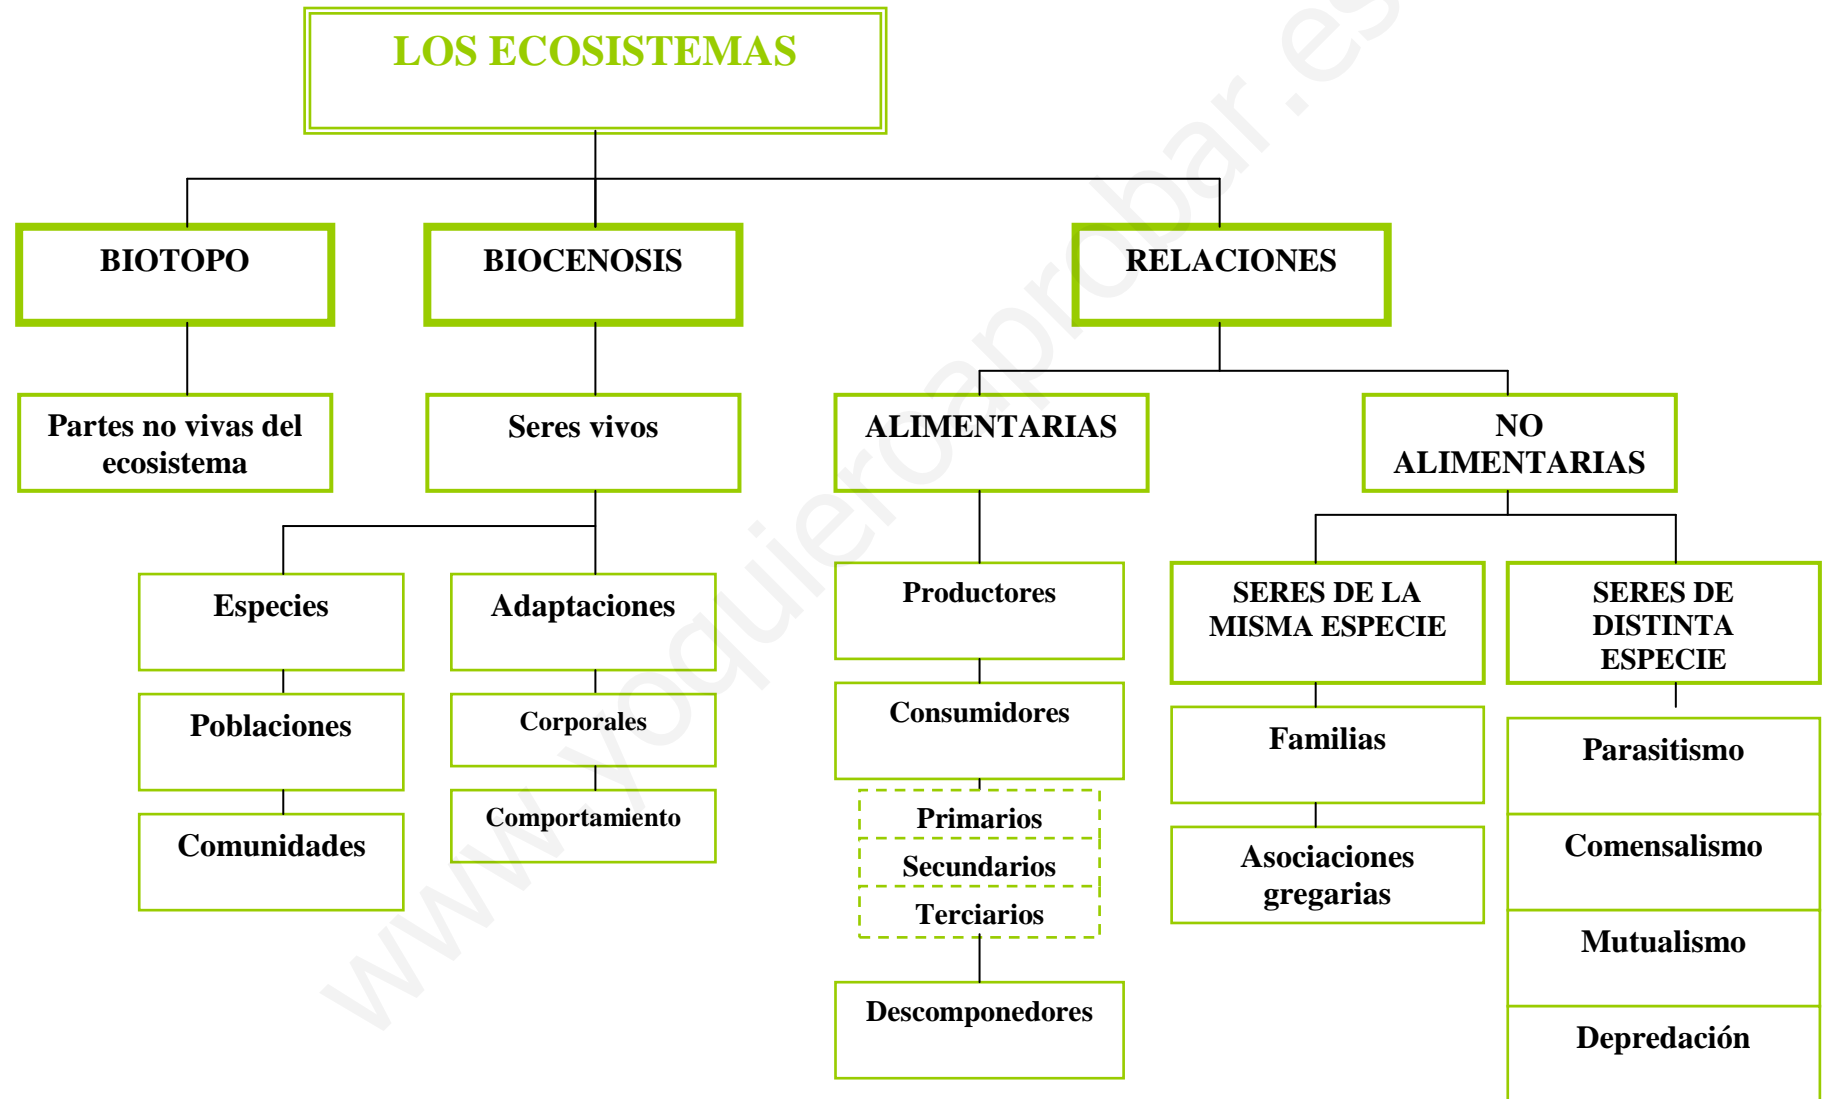 LOS ECOSISTEMAS
BIOTOPO
BIOCENOSIS
RELACIONES
Partes no vivas del
ecosistema
Seres vivos
ALIMENTARIAS
NO
ALIMENTARIAS
Especies
Adaptaciones
Productores
SERES DE LA
MISMA ESPECIE
SERES DE
DISTINTA
ESPECIE
Poblaciones
Corporales
Consumidores
Familias
Parasitismo
Comunidades
Comportamiento
Primarios
Secundarios
Terciarios
Asociaciones
gregarias
Comensalismo
Mutualismo
Descomponedores
Depredación
www.yoquieroaprobar.es